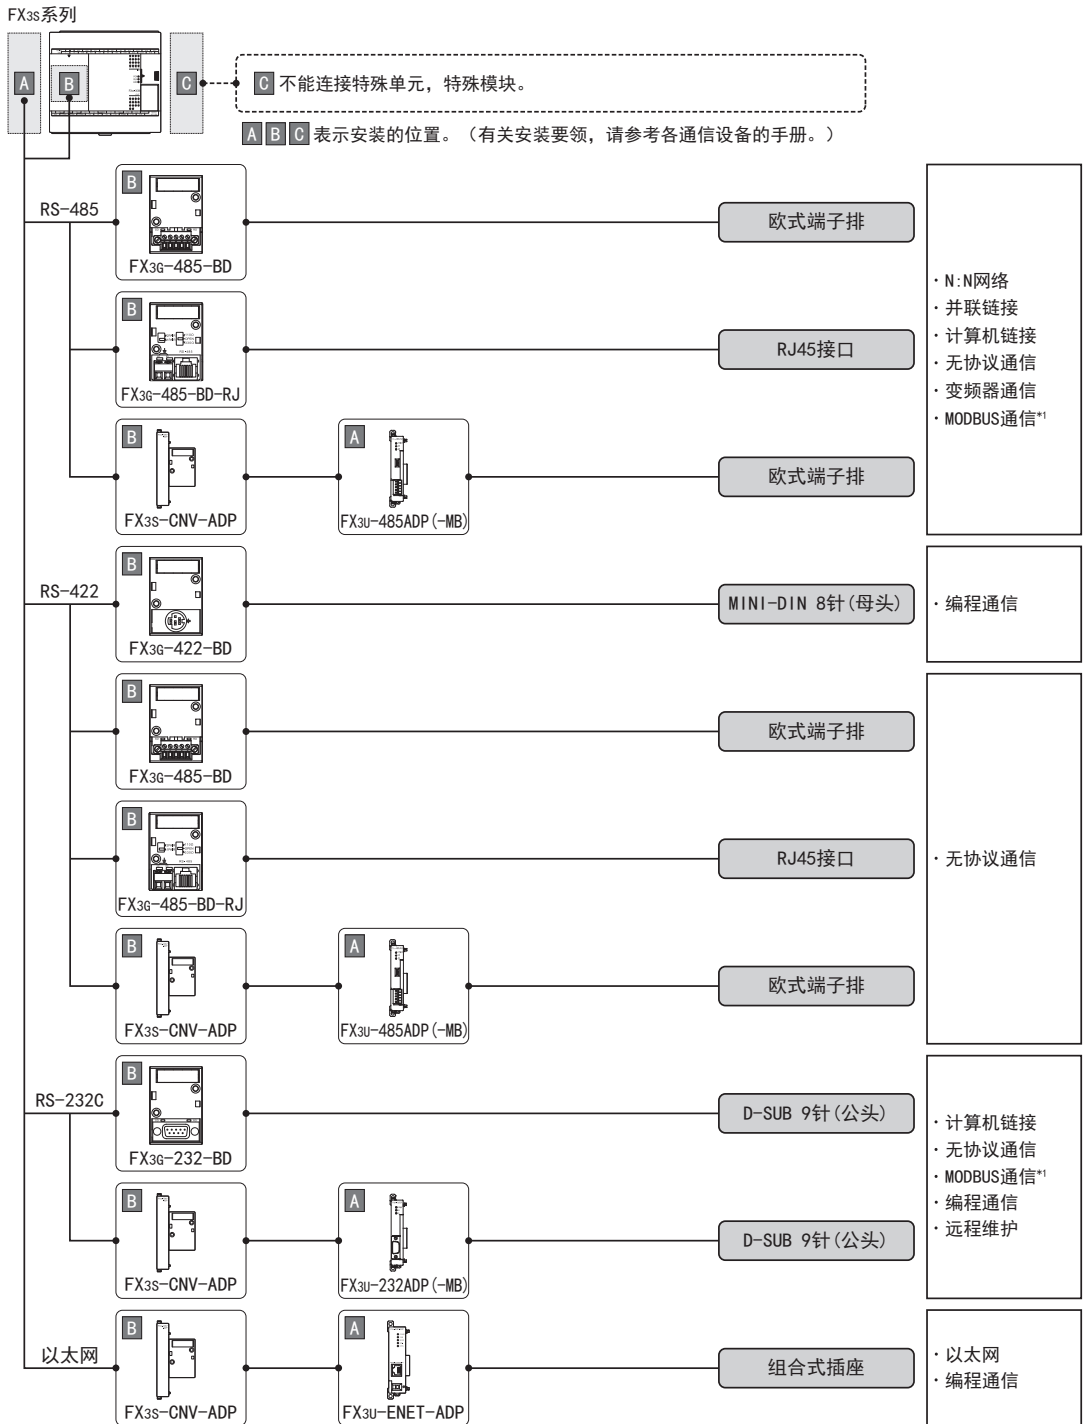 FX3S系列
A
B
C
C 不能连接特殊单元，特殊模块。
A B C 表示安装的位置。（有关安装要领，请参考各通信设备的手册。）
RS-485
B
FX3G-485-BD
欧式端子排
B
FX3G-485-BD-RJ
RJ45接口
B
FX3S-CNV-ADP
A
FX3U-485ADP(-MB)
欧式端子排
·N:N网络
·并联链接
·计算机链接
·无协议通信
·变频器通信
·MODBUS通信*1
RS-422
B
FX3G-422-BD
MINI-DIN 8针(母头)
·编程通信
B
FX3G-485-BD
欧式端子排
B
FX3G-485-BD-RJ
RJ45接口
B
FX3S-CNV-ADP
A
FX3U-485ADP(-MB)
欧式端子排
·无协议通信
RS-232C
B
FX3G-232-BD
D-SUB 9针(公头)
B
FX3S-CNV-ADP
A
FX3U-232ADP(-MB)
D-SUB 9针(公头)
·计算机链接
·无协议通信
·MODBUS通信*1
·编程通信
·远程维护
以太网
B
FX3S-CNV-ADP
A
FX3U-ENET-ADP
组合式插座
·以太网
·编程通信